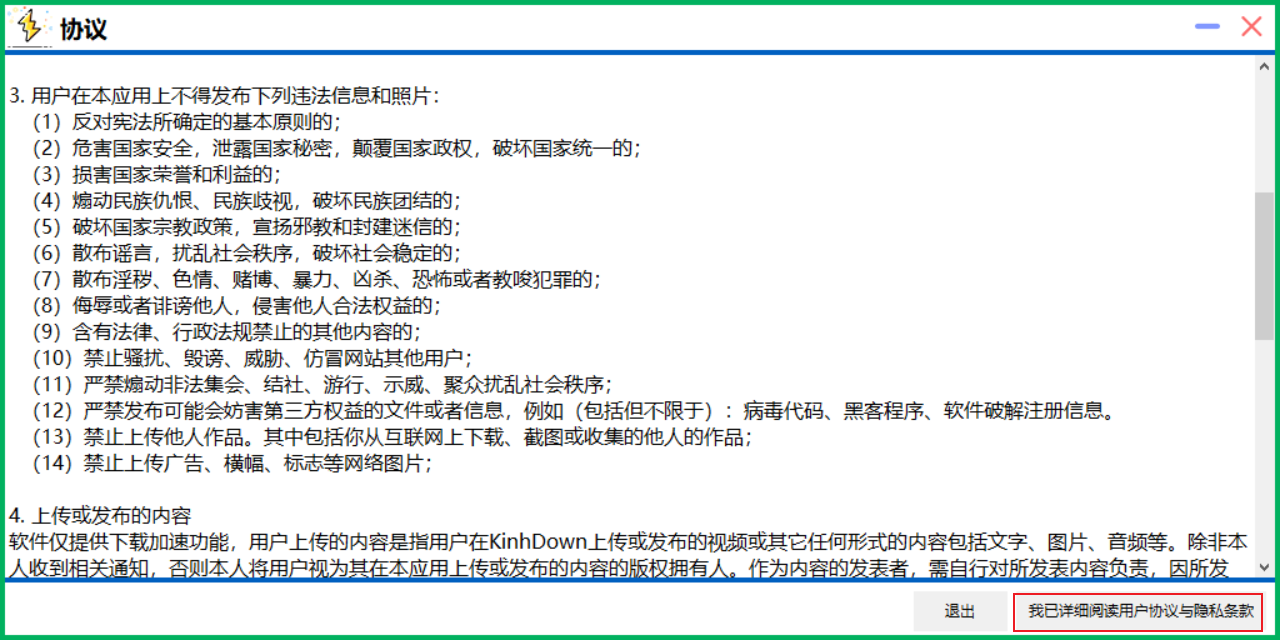 协议
3. 用户在本应用上不得发布下列违法信息和照片：
（1）反对宪法所确定的基本原则的；
（2）危害国家安全，泄露国家秘密，颠覆国家政权，破坏国家统一的；
（3）损害国家荣誉和利益的；
（4）煽动民族仇恨、民族歧视，破坏民族团结的；
（5）破坏国家宗教政策，宣扬邪教和封建迷信的；
（6）散布谣言，扰乱社会秩序，破坏社会稳定的；
（7）散布淫秽、色情、赌博、暴力、凶杀、恐怖或者教唆犯罪的；
（8）侮辱或者诽谤他人，侵害他人合法权益的；
（9）含有法律、行政法规禁止的其他内容的；
（10）禁止骚扰、毁谤、威胁、仿冒网站其他用户；
（11）严禁煽动非法集会、结社、游行、示威、聚众扰乱社会秩序；
（12）严禁发布可能会妨害第三方权益的文件或者信息，例如（包括但不限于）：病毒代码、黑客程序、软件破解注册信息。
（13）禁止上传他人作品。其中包括你从互联网上下载、截图或收集的他人的作品；
（14）禁止上传广告、横幅、标志等网络图片；
4. 上传或发布的内容
软件仅提供下载加速功能，用户上传的内容是指用户在KinhDown上传或发布的视频或其它任何形式的内容包括文字、图片、音频等。除非本
人收到相关通知，否则本人将用户视为其在本应用上传或发布的内容的版权拥有人。作为内容的发表者，需自行对所发表内容负责，因所发
退出
我已详细阅读用户协议与隐私条款